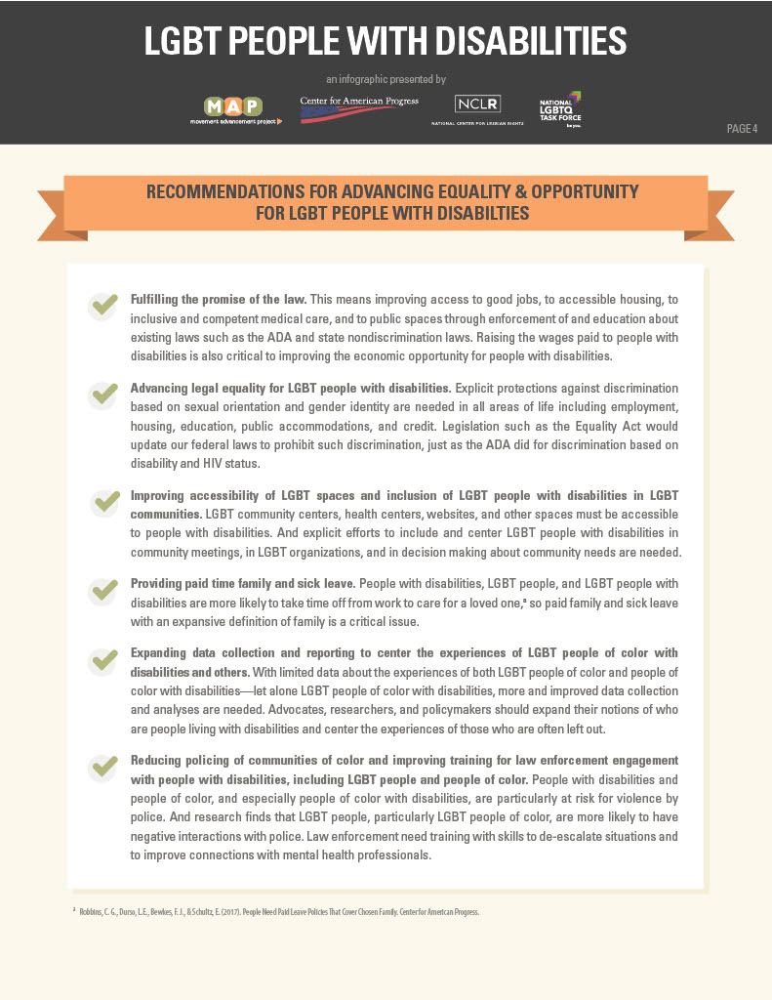 LGBT PEOPLE WITH DISABILITIES
an infographic presented by
MAP
movement advancement project
Center for American Progress
NCLR
NATIONAL CENTER FOR LESBIAN RIGHTS
NATIONAL
LGBTQ
TASK FORCE
be you.
PAGE 4
RECOMMENDATIONS FOR ADVANCING EQUALITY & OPPORTUNITY
FOR LGBT PEOPLE WITH DISABILTIES
Fulfilling the promise of the law. This means improving access to good jobs, to accessible housing, to
inclusive and competent medical care, and to public spaces through enforcement of and education about
existing laws such as the ADA and state nondiscrimination laws. Raising the wages paid to people with
disabilities is also critical to improving the economic opportunity for people with disabilities.
Advancing legal equality for LGBT people with disabilities. Explicit protections against discrimination
based on sexual orientation and gender identity are needed in all areas of life including employment,
housing, education, public accommodations, and credit. Legislation such as the Equality Act would
update our federal laws to prohibit such discrimination, just as the ADA did for discrimination based on
disability and HIV status.
Improving accessibility of LGBT spaces and inclusion of LGBT people with disabilities in LGBT
communities. LGBT community centers, health centers, websites, and other spaces must be accessible
to people with disabilities. And explicit efforts to include and center LGBT people with disabilities in
community meetings, in LGBT organizations, and in decision making about community needs are needed.
Providing paid time family and sick leave. People with disabilities, LGBT people, and LGBT people with
disabilities are more likely to take time off from work to care for a loved one,ª so paid family and sick leave
with an expansive definition of family is a critical issue.
Expanding data collection and reporting to center the experiences of LGBT people of color with
disabilities and others. With limited data about the experiences of both LGBT people of color and people of
color with disabilities—let alone LGBT people of color with disabilities, more and improved data collection
and analyses are needed. Advocates, researchers, and policymakers should expand their notions of who
are people living with disabilities and center the experiences of those who are often left out.
Reducing policing of communities of color and improving training for law enforcement engagement
with people with disabilities, including LGBT people and people of color. People with disabilities and
people of color, and especially people of color with disabilities, are particularly at risk for violence by
police. And research finds that LGBT people, particularly LGBT people of color, are more likely to have
negative interactions with police. Law enforcement need training with skills to de-escalate situations and
to improve connections with mental health professionals.
ª Robbins, C. G., Durso, L.E., Bewkes, F. J., & Schultz, E. (2017). People Need Paid Leave Policies That Cover Chosen Family. Center for American Progress.